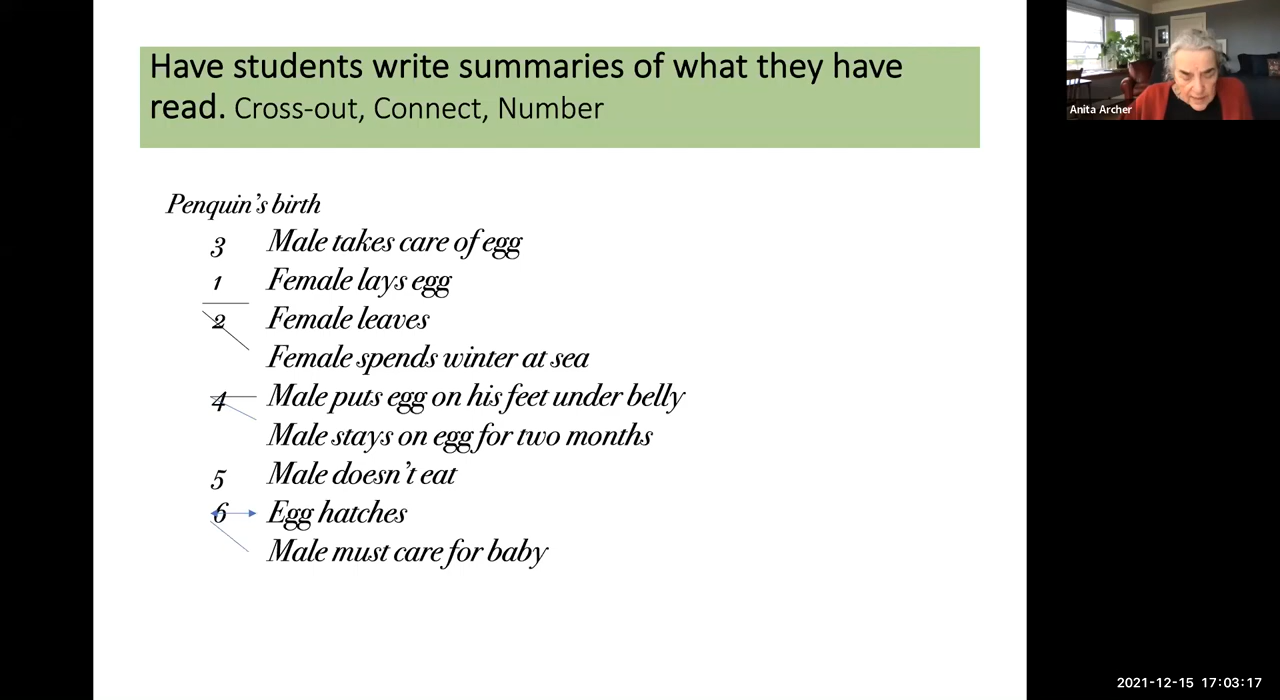 Have students write summaries of what they have
read. Cross-out, Connect, Number
Anita Archer
Penquin's birth
3 Male takes care of egg
1 Female lays egg
2 Female leaves
Female spends winter at sea
4 Male puts egg on his feet under belly
Male stays on egg for two months
5 Male doesn't eat
6 Egg hatches
Male must care for baby
2021-12-15 17:03:17